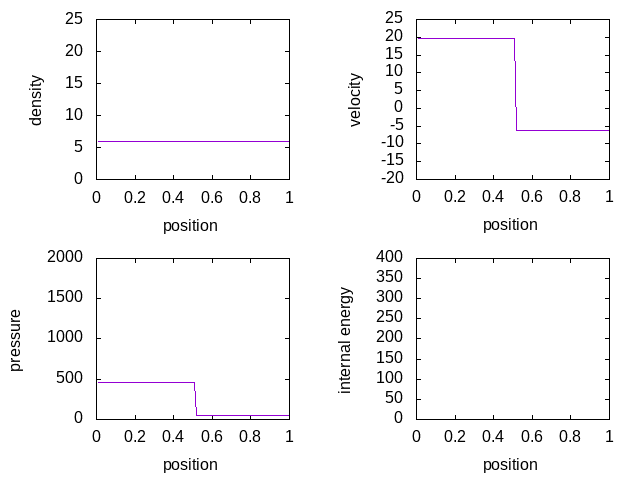 density
25
20
15
10
5
0
0 0.2 0.4 0.6 0.8 1
position
velocity
25
20
15
10
5
0
-5
-10
-15
-20
0 0.2 0.4 0.6 0.8 1
position
pressure
2000
1500
1000
500
0
0 0.2 0.4 0.6 0.8 1
position
internal energy
400
350
300
250
200
150
100
50
0
0 0.2 0.4 0.6 0.8 1
position